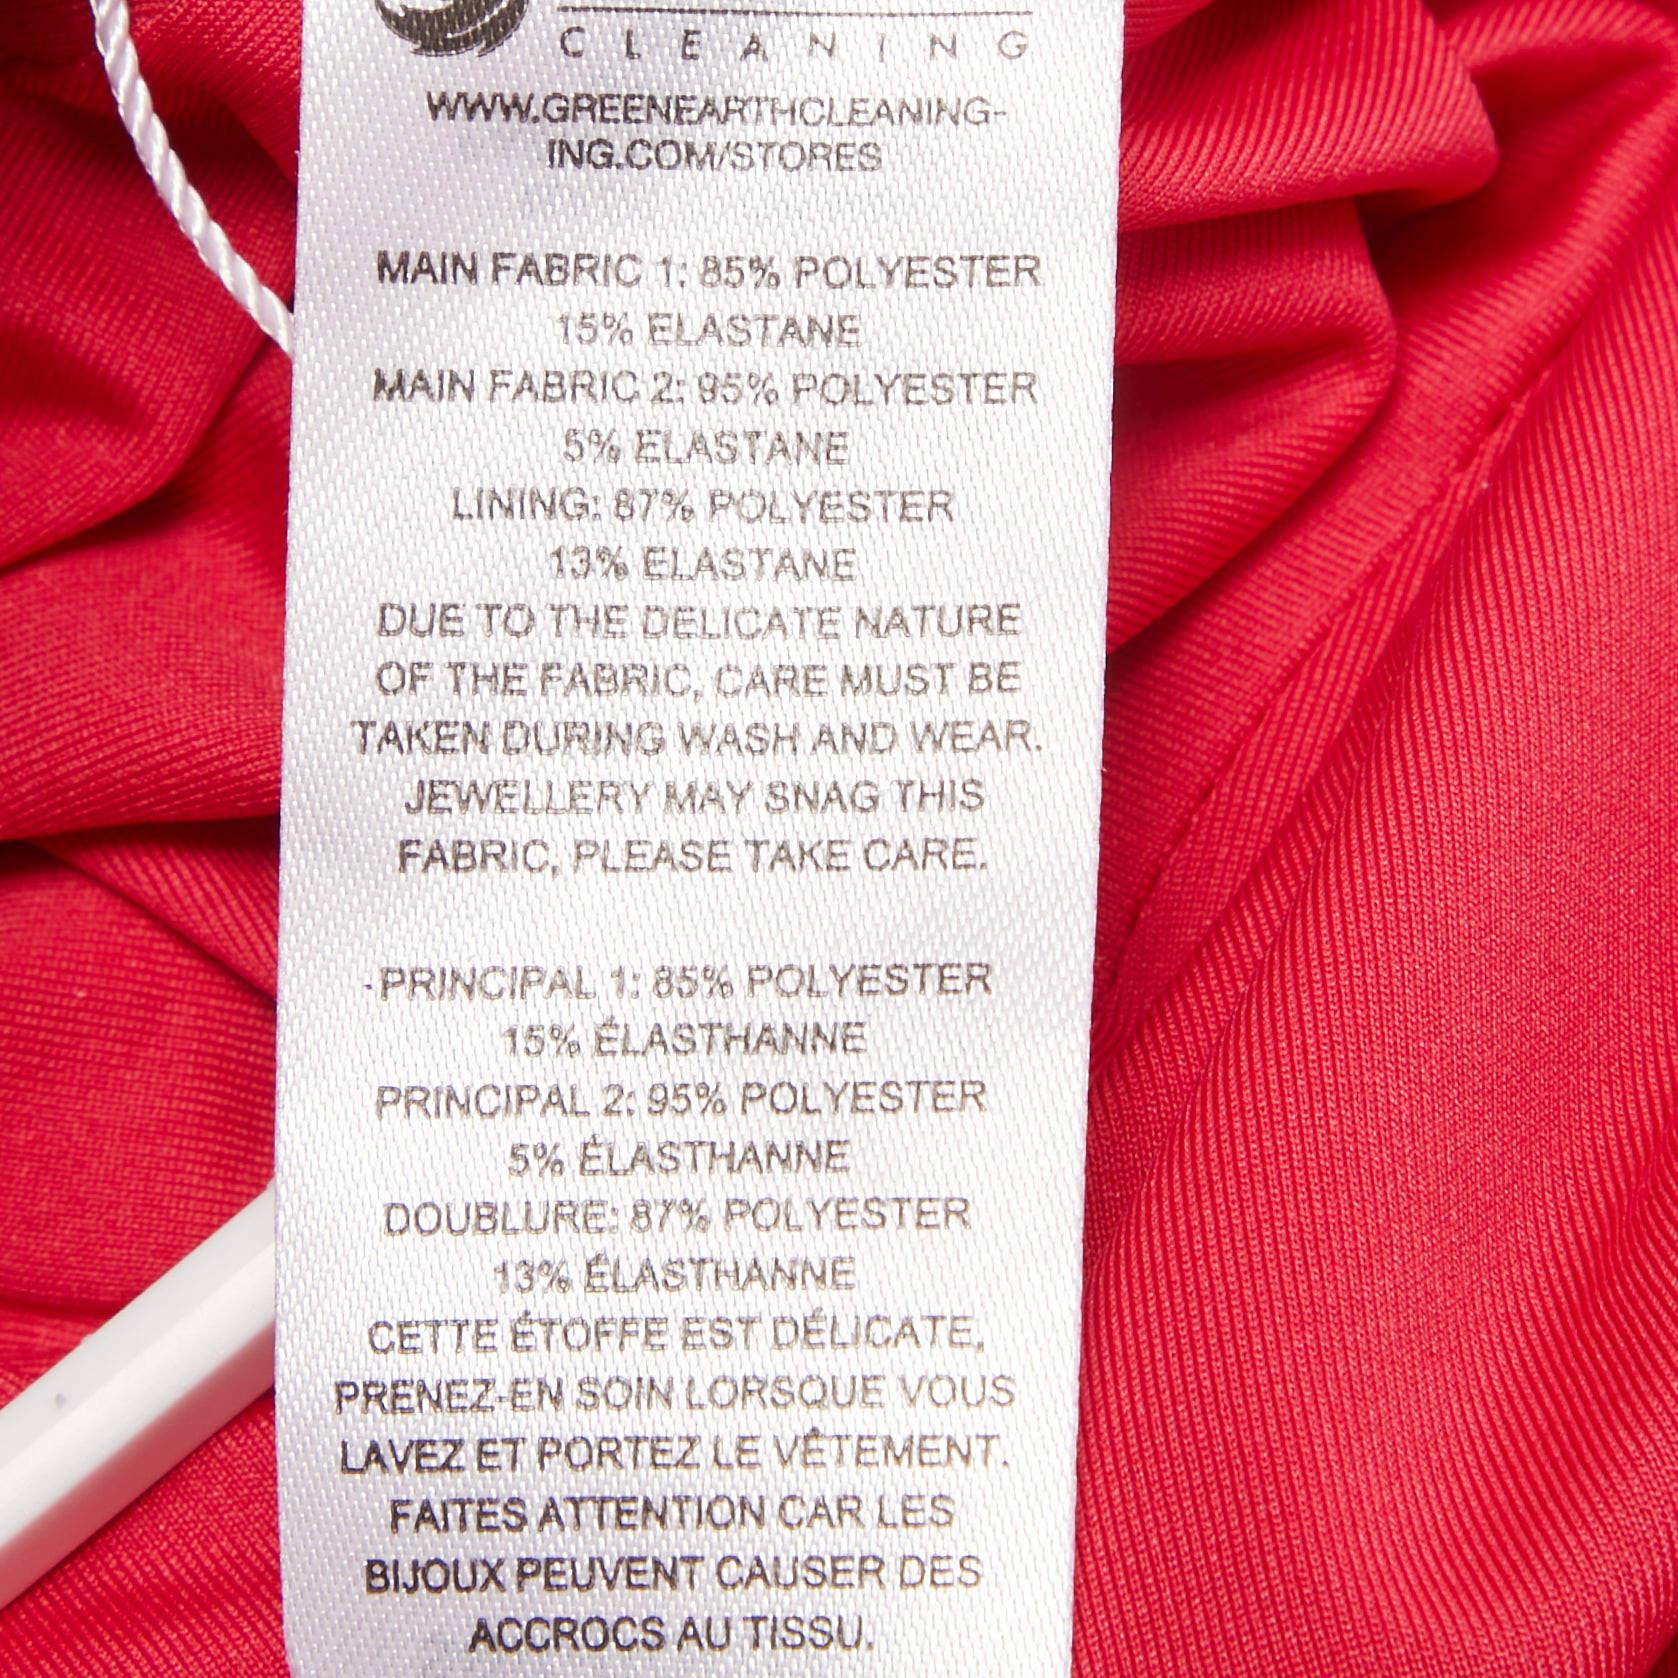 CLEANING
WWW.GREENEARTHCLEANING-
ING.COM/STORES
MAIN FABRIC 1: 85% POLYESTER
15% ELASTANE
MAIN FABRIC 2: 95% POLYESTER
5% ELASTANE
LINING: 87% POLYESTER
13% ELASTANE
DUE TO THE DELICATE NATURE
OF THE FABRIC, CARE MUST BE
TAKEN DURING WASH AND WEAR.
JEWELLERY MAY SNAG THIS
FABRIC, PLEASE TAKE CARE.
-PRINCIPAL 1: 85% POLYESTER
15% ÉLASTHANNE
PRINCIPAL 2: 95% POLYESTER
5% ÉLASTHANNE
DOUBLURE: 87% POLYESTER
13% ÉLASTHANNE
CETTE ÉTOFFE EST DÉLICATE,
PRENEZ-EN SOIN LORSQUE VOUS
LAVEZ ET PORTEZ LE VÊTEMENT.
FAITES ATTENTION CAR LES
BIJOUX PEUVENT CAUSER DES
ACCROCS AU TISSU.